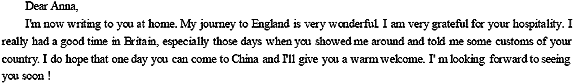 Dear Anna,
I'm now writing to you at home. My journey to England is very wonderful. I am very grateful for your hospitality. I
really had a good time in Britain, especially those days when you showed me around and told me some customs of your
country. I do hope that one day you can come to China and I'll give you a warm welcome. I' m looking forward to seeing
you soon !